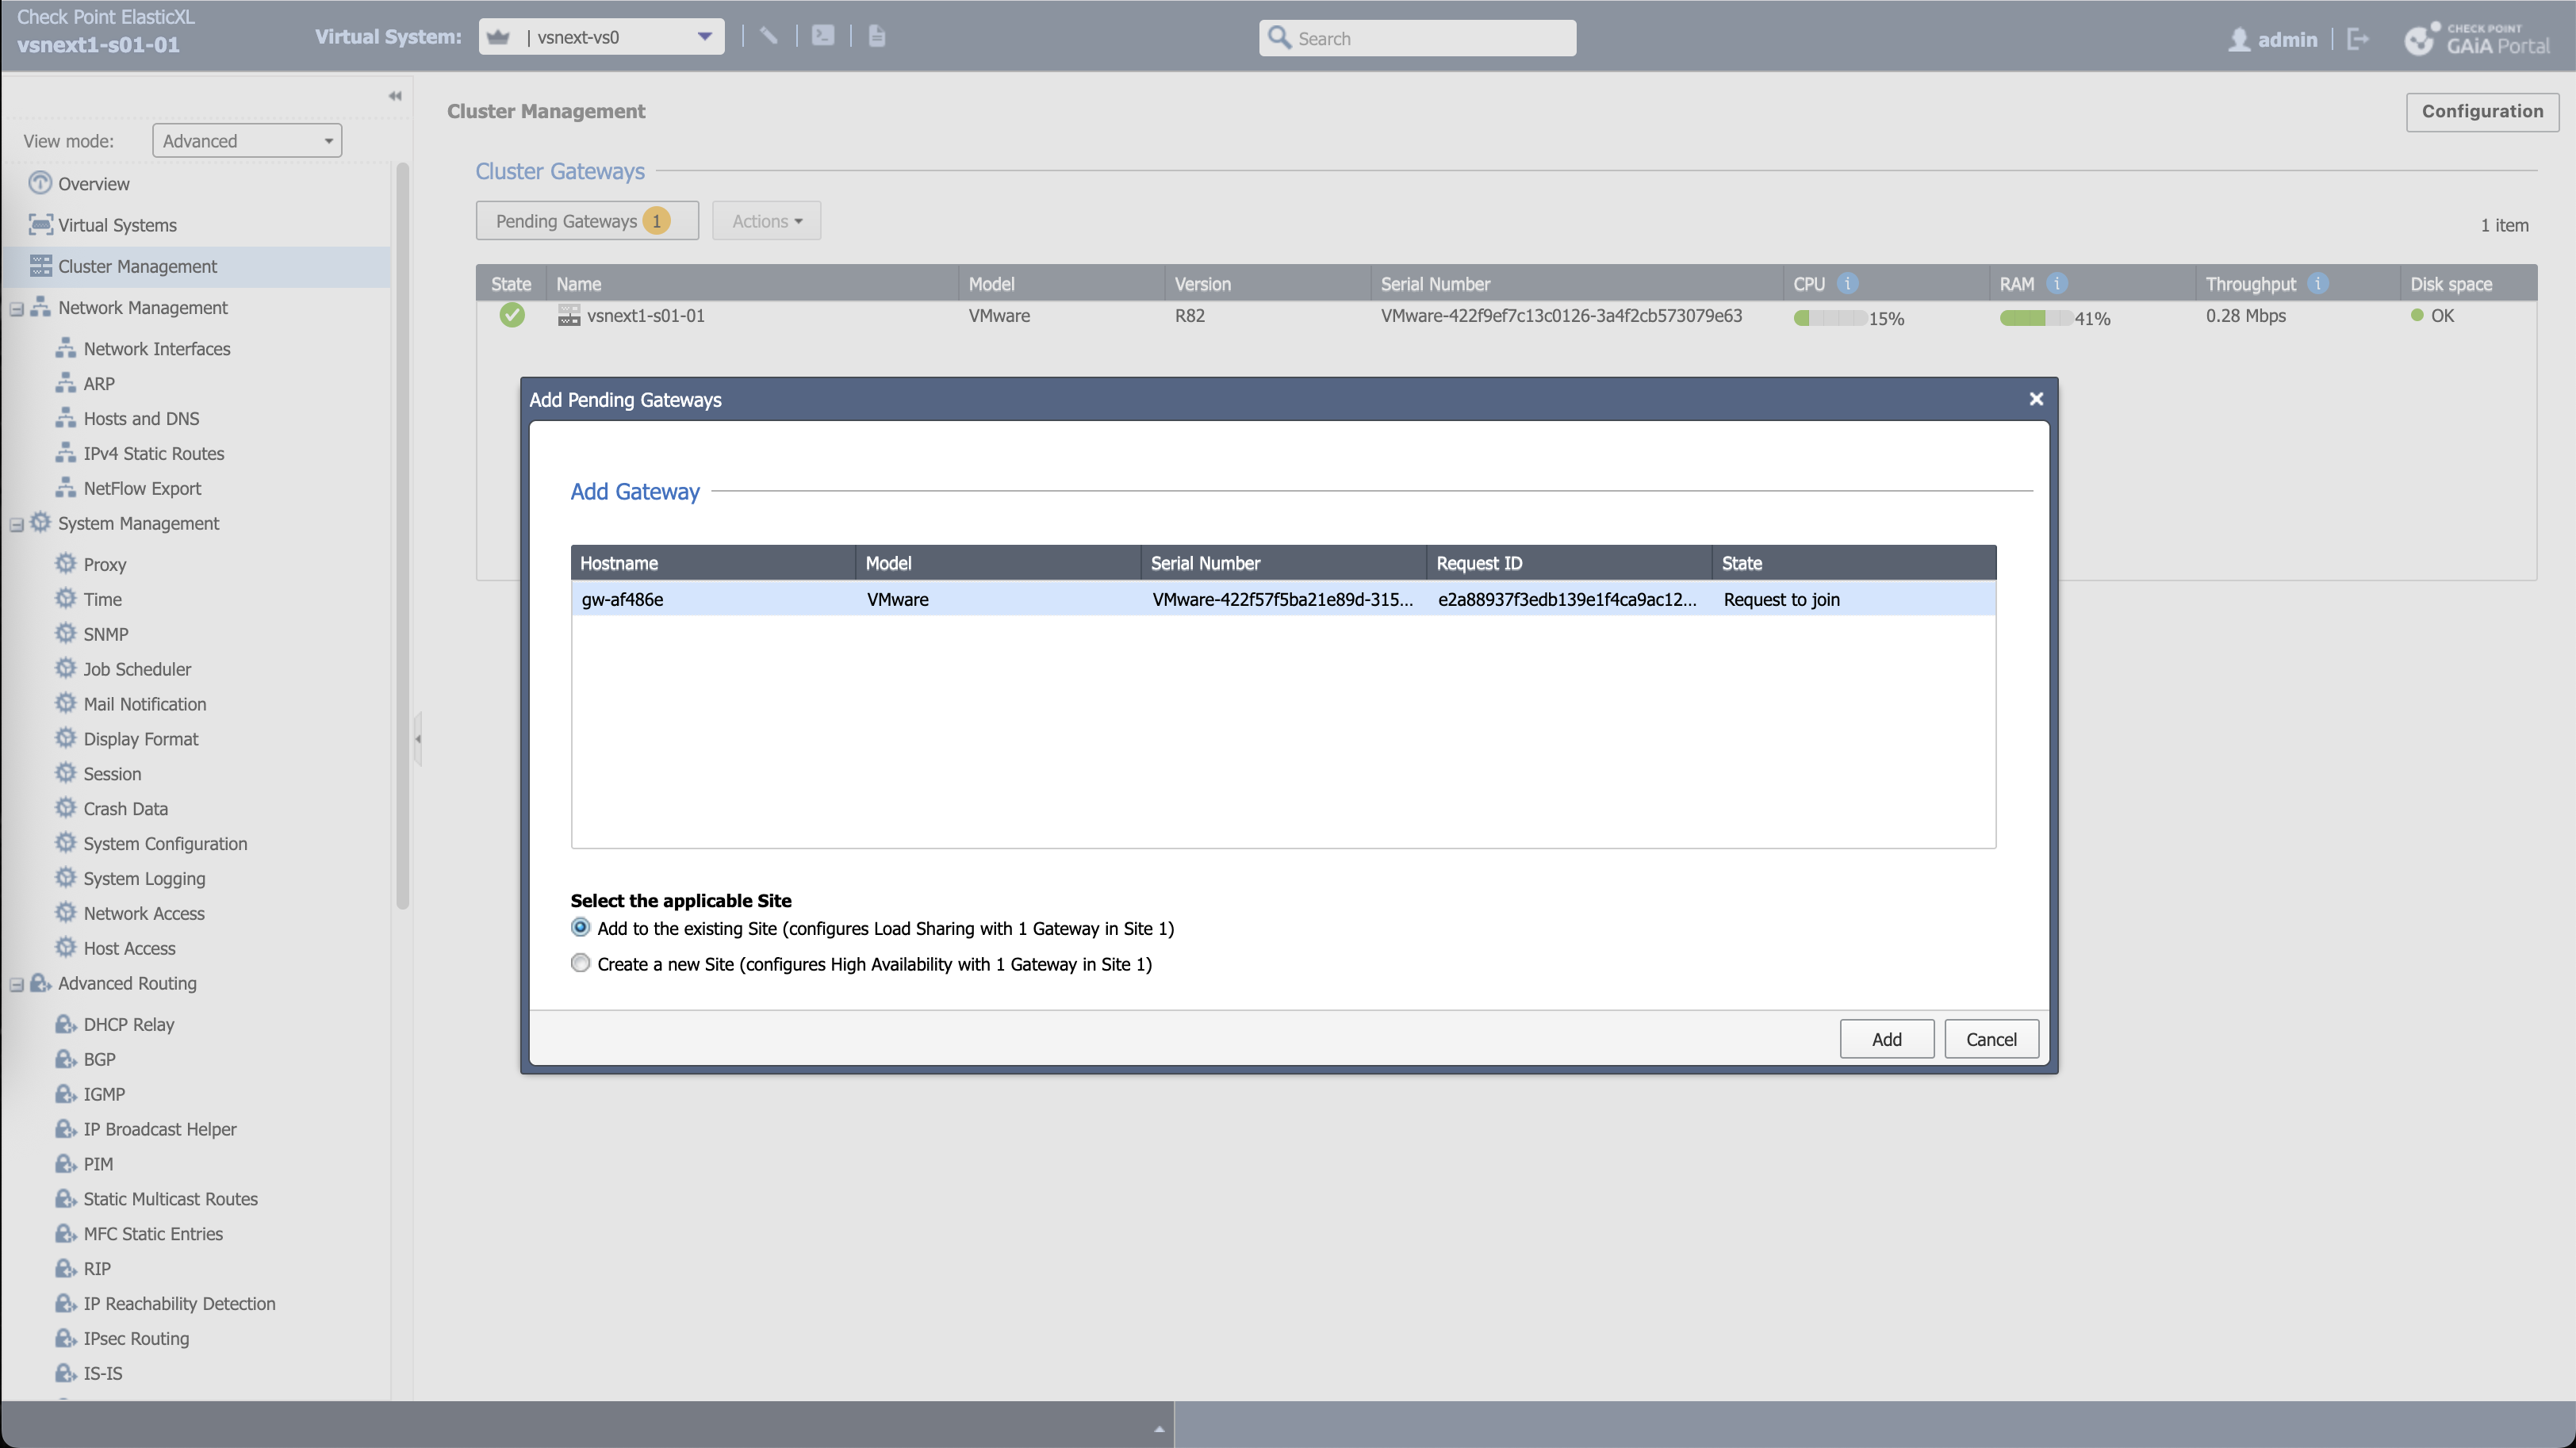 Check Point ElasticXL
vsnext1-s01-01
Virtual System:
| vsnext-vs0
Search
admin
CHECK POINT
GAiA Portal
View mode:
Advanced
Overview
Virtual Systems
Cluster Management
Network Management
Network Interfaces
ARP
Hosts and DNS
IPv4 Static Routes
NetFlow Export
System Management
Proxy
Time
SNMP
Job Scheduler
Mail Notification
Display Format
Session
Crash Data
System Configuration
System Logging
Network Access
Host Access
Advanced Routing
DHCP Relay
BGP
IGMP
IP Broadcast Helper
PIM
Static Multicast Routes
MFC Static Entries
RIP
IP Reachability Detection
IPsec Routing
IS-IS
Cluster Management
Configuration
Cluster Gateways
Pending Gateways 1
Actions
1 item
State Name Model Version Serial Number CPU i RAM i Throughput i Disk space
vsnext1-s01-01 VMware R82 VMware-422f9ef7c13c0126-3a4f2cb573079e63 15% 41% 0.28 Mbps OK
Add Pending Gateways
Add Gateway
Hostname Model Serial Number Request ID State
gw-af486e VMware VMware-422f57f5ba21e89d-315... e2a88937f3edb139e1f4ca9ac12... Request to join
Select the applicable Site
Add to the existing Site (configures Load Sharing with 1 Gateway in Site 1)
Create a new Site (configures High Availability with 1 Gateway in Site 1)
Add
Cancel